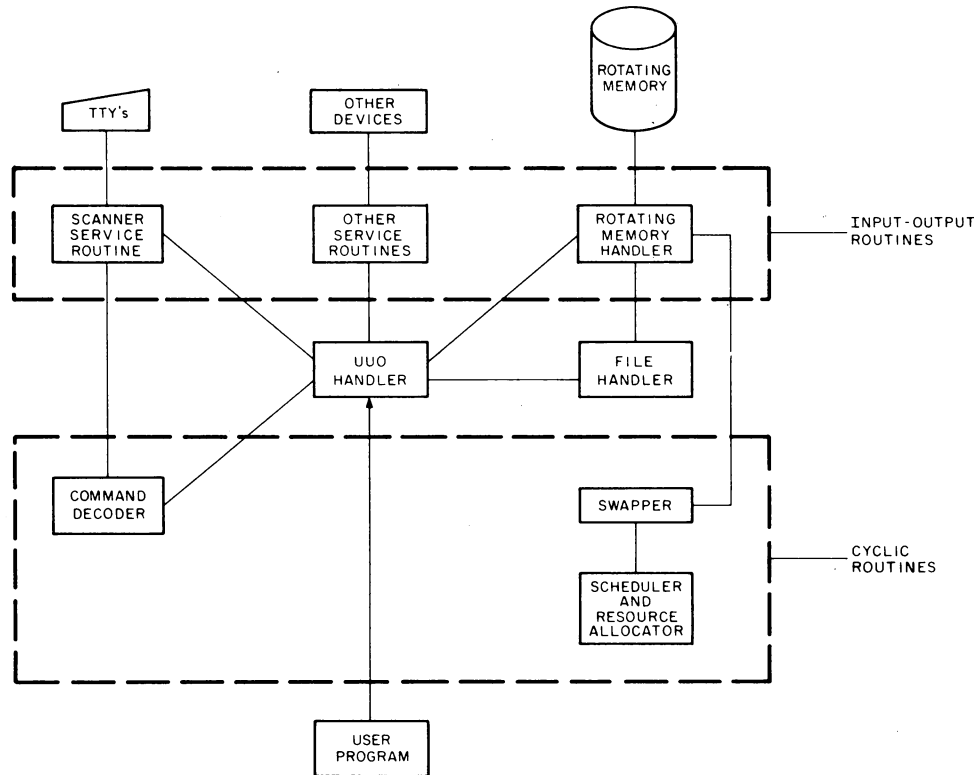 ROTATING
MEMORY
TTY's
OTHER
DEVICES
SCANNER
SERVICE
ROUTINE
OTHER
SERVICE
ROUTINES
ROTATING
MEMORY
HANDLER
INPUT-OUTPUT
ROUTINES
UUO
HANDLER
FILE
HANDLER
COMMAND
DECODER
SWAPPER
CYCLIC
ROUTINES
SCHEDULER
AND
RESOURCE
ALLOCATOR
USER
PROGRAM